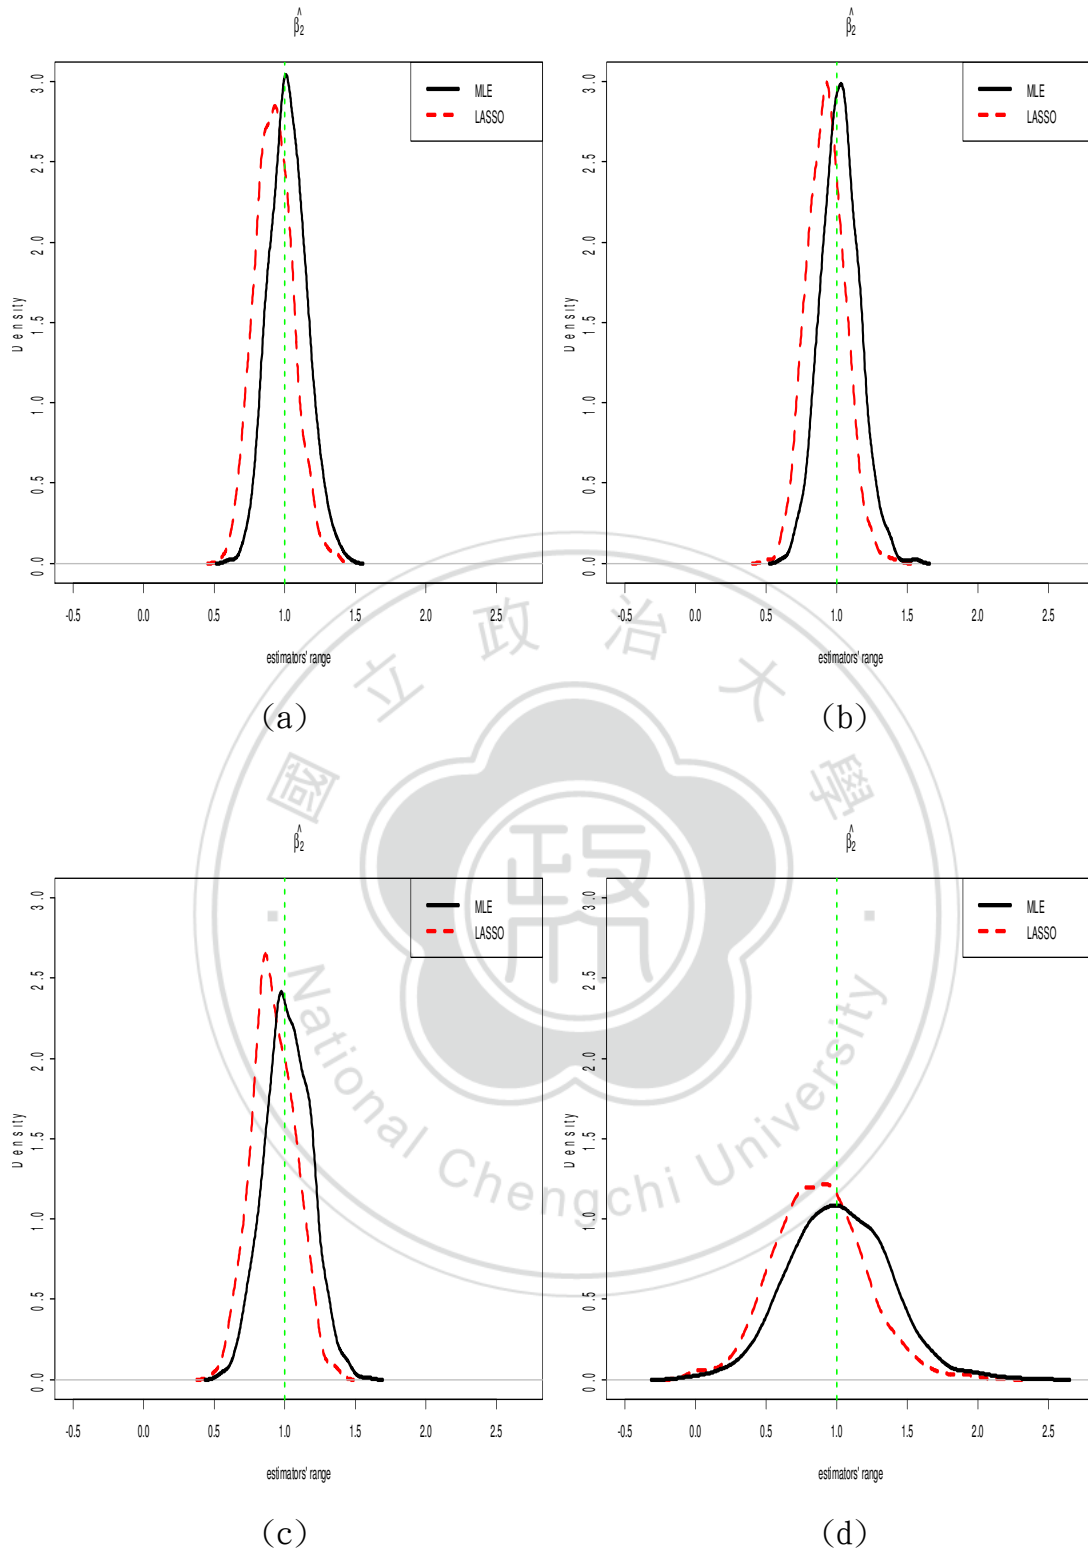 β̂₂
3.0
2.5
2.0
1.5
1.0
0.5
0.0
Density
MLE
LASSO
-0.5 0.0 0.5 1.0 1.5 2.0 2.5
estimators' range
(a)
β̂₂
3.0
2.5
2.0
1.5
1.0
0.5
0.0
Density
MLE
LASSO
-0.5 0.0 0.5 1.0 1.5 2.0 2.5
estimators' range
(b)
國立政治大學
政
National Chengchi University
β̂₂
3.0
2.5
2.0
1.5
1.0
0.5
0.0
Density
MLE
LASSO
-0.5 0.0 0.5 1.0 1.5 2.0 2.5
estimators' range
(c)
β̂₂
3.0
2.5
2.0
1.5
1.0
0.5
0.0
Density
MLE
LASSO
-0.5 0.0 0.5 1.0 1.5 2.0 2.5
estimators' range
(d)